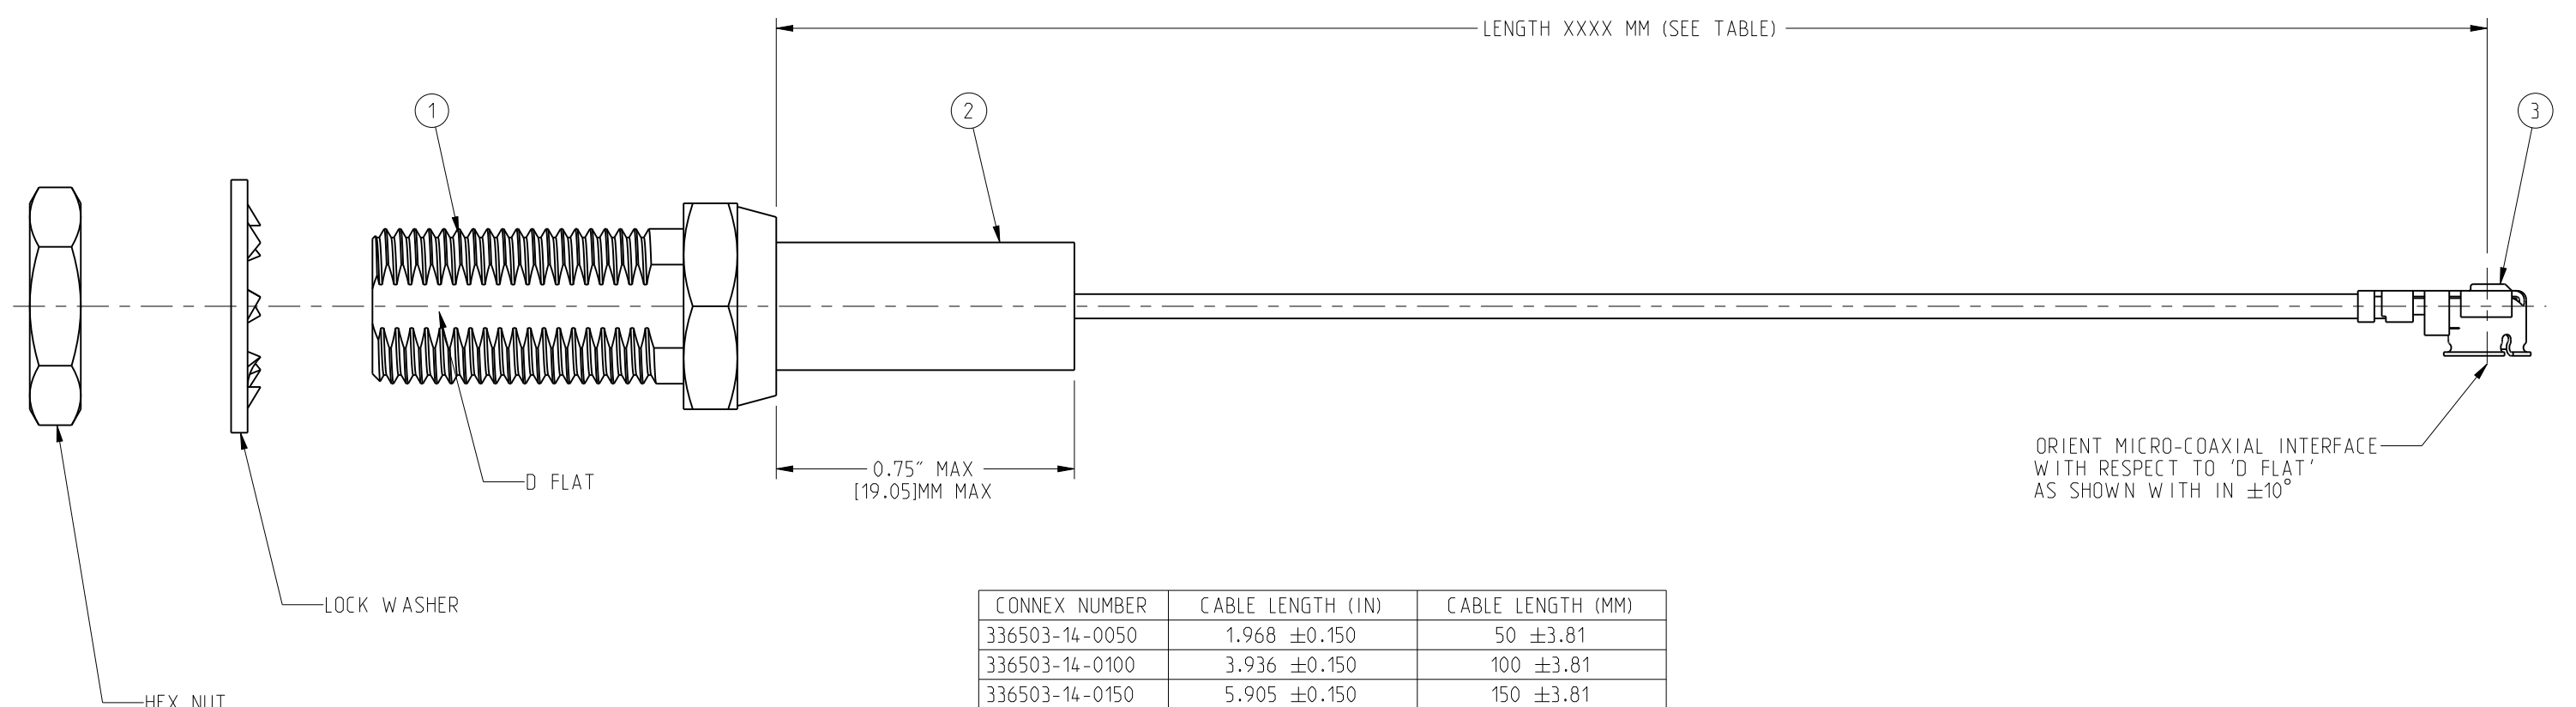 LENGTH XXXX MM (SEE TABLE)
1
2
3
D FLAT
0.75" MAX
[19.05]MM MAX
ORIENT MICRO-COAXIAL INTERFACE
WITH RESPECT TO 'D FLAT'
AS SHOWN WITH IN ±10°
LOCK WASHER
HEX NUT
CONNEX NUMBER CABLE LENGTH (IN) CABLE LENGTH (MM)
336503-14-0050 1.968 ±0.150 50 ±3.81
336503-14-0100 3.936 ±0.150 100 ±3.81
336503-14-0150 5.905 ±0.150 150 ±3.81